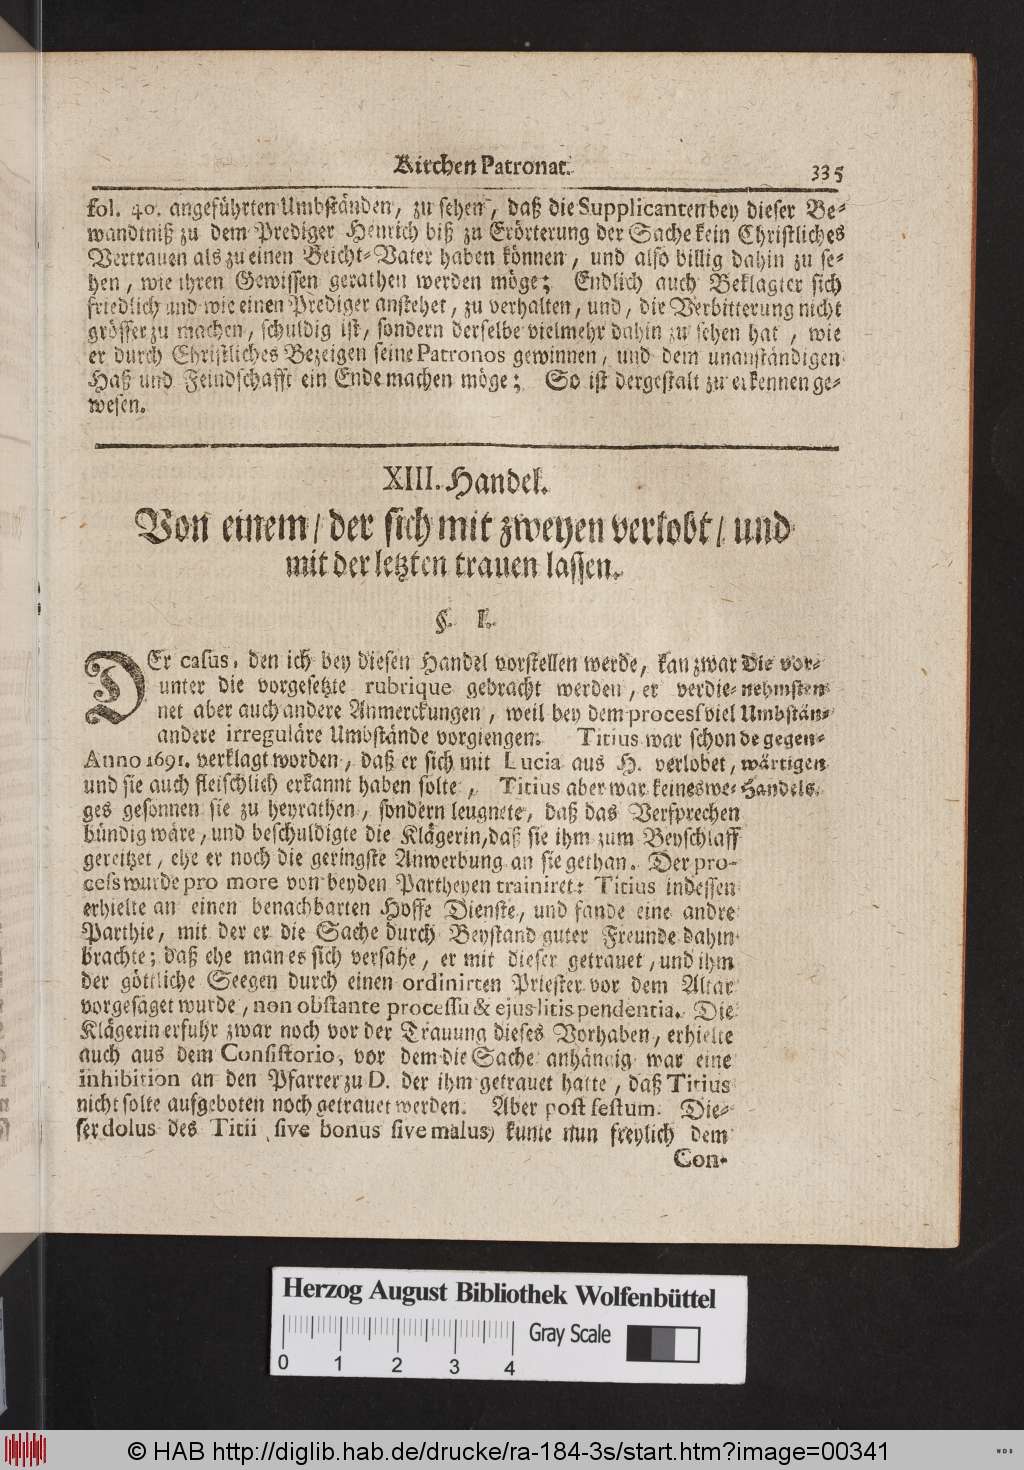 Kirchen Patronat.
335
fol. 40. angeführten Umbständen, zu sehen, daß die Supplicanten bey dieser Be-
wandtniß zu dem Prediger Henrich biß zu Erörterung der Sache kein Christliches
Vertrauen als zu einen Beicht-Vater haben können, und also billig dahin zu se-
hen, wie ihren Gewissen gerathen werden möge; Endlich auch Beklagter sich
friedlich und wie einen Prediger anstehet, zu verhalten, und, die Verbitterung nicht
grösser zu machen, schuldig ist, sondern derselbe vielmehr dahin zu sehen hat, wie
er durch Christliches Bezeigen seine Patronos gewinnen, und dem unanständigen
Haß und Feindschafft ein Ende machen möge; So ist dergestalt zu erkennen ge-
wesen.
XIII. Handel.
Von einem/ der sich mit zweyen verlobt/ und
mit der letzten trauen lassen.
§. I.
DEr casus, den ich bey diesen Handel vorstellen werde, kan zwar
unter die vorgesetzte rubrique gebracht werden, er verdie-
net aber auch andere Anmerckungen, weil bey dem process viel
andere irreguläre Umbstände vorgiengen. Titius war schon
Anno 1691. verklagt worden, daß er sich mit Lucia aus H. verlobet,
und sie auch fleischlich erkannt haben solte, Titius aber war keineswe-
ges gesonnen sie zu heyrathen, sondern leugnete, daß das Versprechen
bündig wäre, und beschuldigte die Klägerin, daß sie ihm zum Beyschlaff
gereitzet, ehe er noch die geringste Anwerbung an sie gethan. Der pro-
cess wurde pro more von beyden Partheyen trainiret: Titius indessen
erhielte an einen benachbarten Hoffe Dienste, und fande eine andre
Parthie, mit der er die Sache durch Beystand guter Freunde dahin
brachte; daß ehe man es sich versahe, er mit dieser getrauet, und ihm
der göttliche Seegen durch einen ordinirten Priester vor dem Altar
vorgesaget wurde, non obstante processu & ejus litis pendentia. Die
Klägerin erfuhr zwar noch vor der Trauung dieses Vorhaben, erhielte
auch aus dem Consistorio, vor dem die Sache anhängig war eine
inhibition an den Pfarrer zu D. der ihm getrauet hatte, daß Titius
nicht solte aufgeboten noch getrauet werden. Aber post festum. Die-
ser dolus des Titii (sive bonus sive malus) kunte nun freylich dem
Con-
Die vor-
nehmsten
Umbstän-
de gegen-
wärtigen
Handels.
Herzog August Bibliothek Wolfenbüttel
0 1 2 3 4
Gray Scale
© HAB http://diglib.hab.de/drucke/ra-184-3s/start.htm?image=00341
WDB